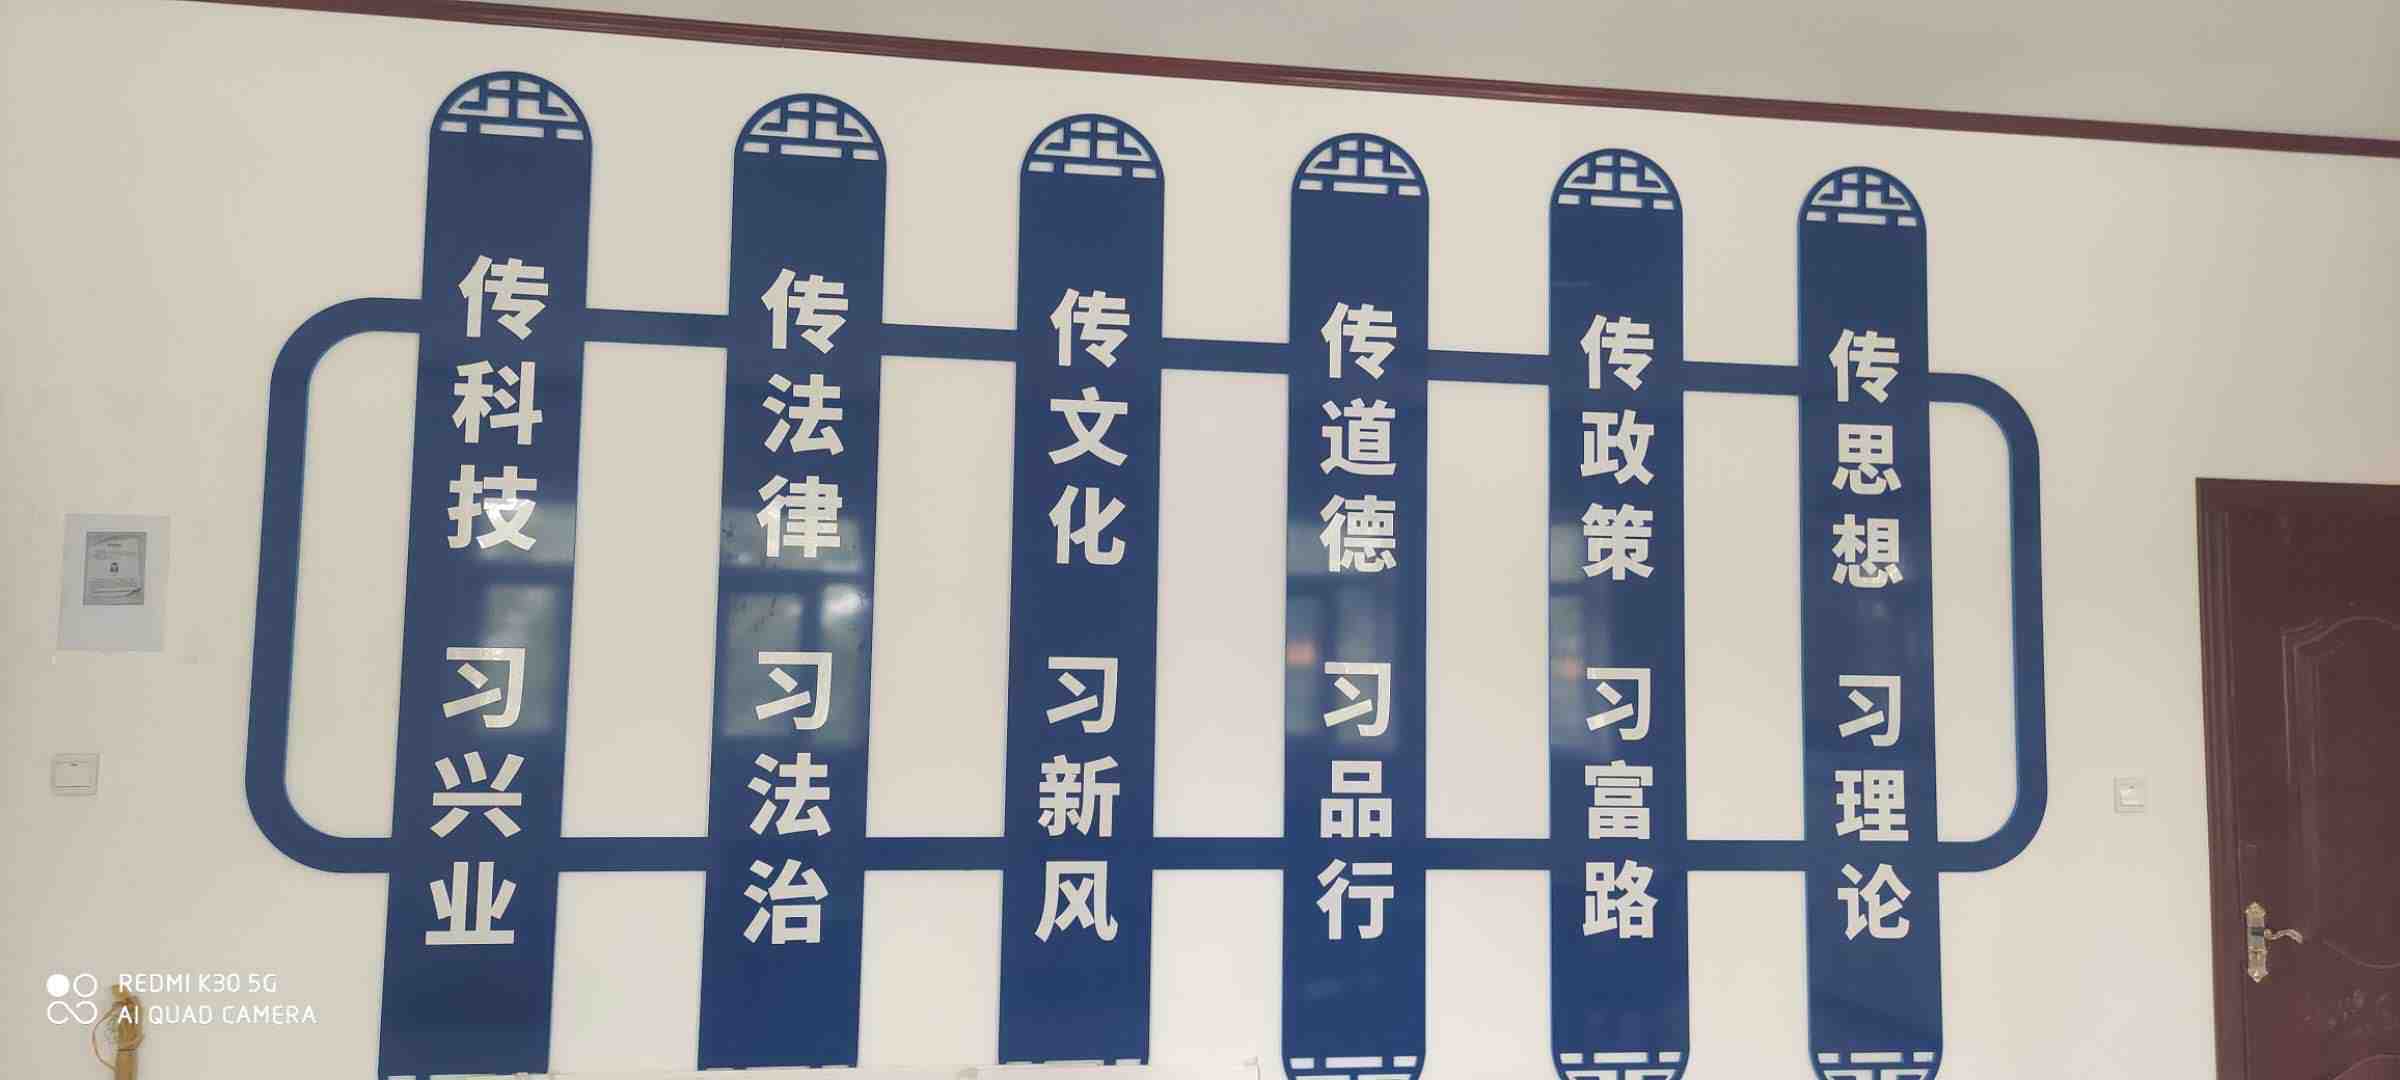 传科技 习兴业
传法律 习法治
传文化 习新风
传道德 习品行
传政策 习富路
传思想 习理论
REDMI K30 5G
AI QUAD CAMERA